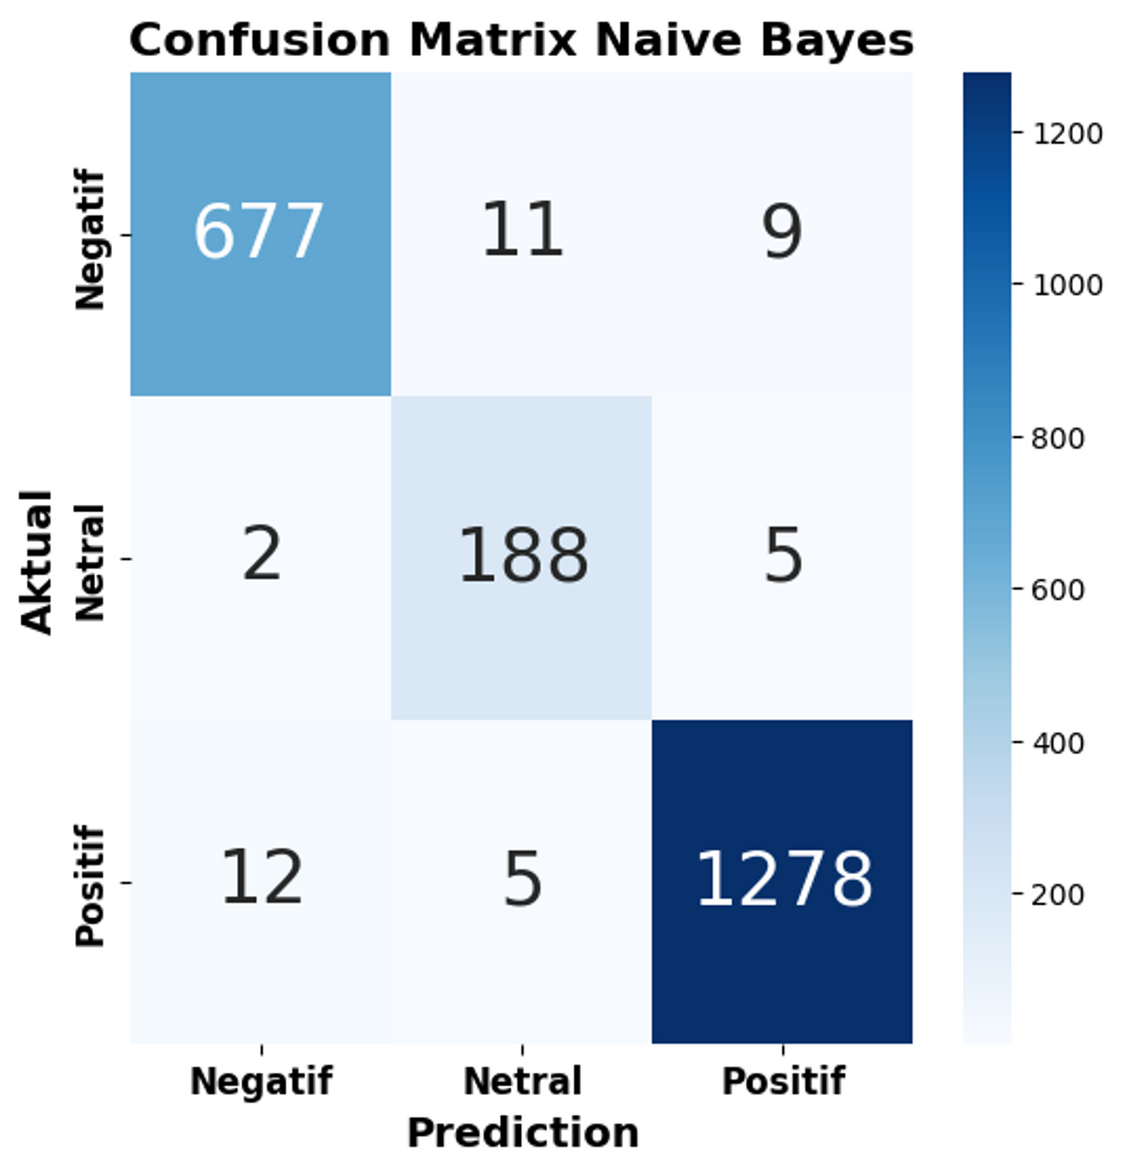 Confusion Matrix Naive Bayes
Aktual
Negatif
677
11
9
Netral
2
188
5
Positif
12
5
1278
Negatif
Netral
Positif
Prediction
1200
1000
800
600
400
200